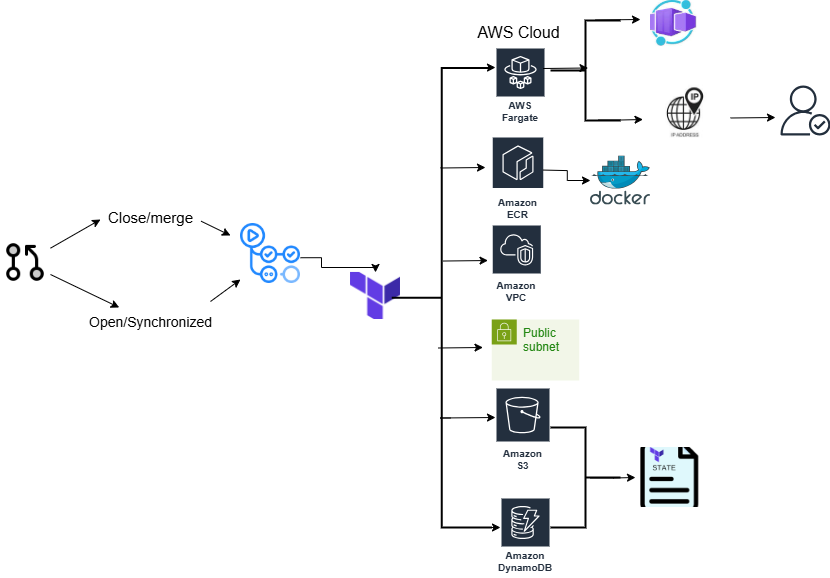 AWS Cloud
AWS
Fargate
IP
IP ADDRESS
Amazon
ECR
docker
Close/merge
Open/Synchronized
Amazon
VPC
Public
subnet
Amazon
S3
STATE
Amazon
DynamoDB